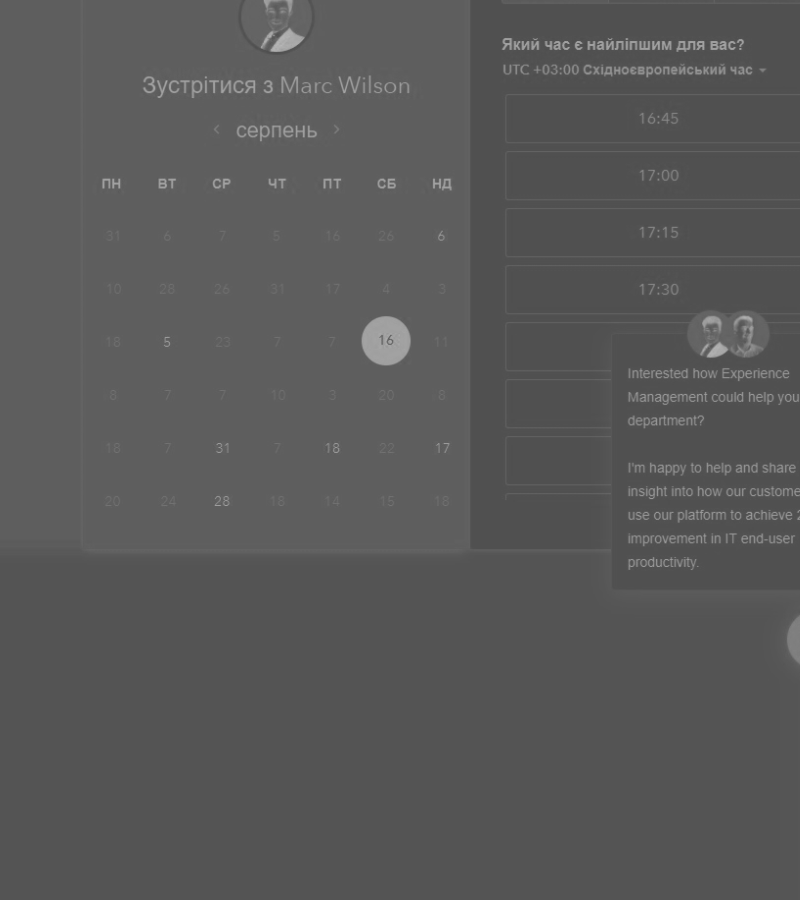 Зустрітися з Marc Wilson
серпень
ПН ВТ СР ЧТ ПТ СБ НД
31 6 7 5 16 26 6
10 28 26 31 17 4 3
18 5 23 7 7 16 11
8 7 7 10 3 20 8
18 7 31 7 18 22 17
20 24 28 18 14 15 18
Який час є найліпшим для вас?
UTC +03:00 Східноєвропейський час
16:45
17:00
17:15
17:30
Interested how Experience
Management could help you
department?
I'm happy to help and share
insight into how our custome
use our platform to achieve 2
improvement in IT end-user
productivity.